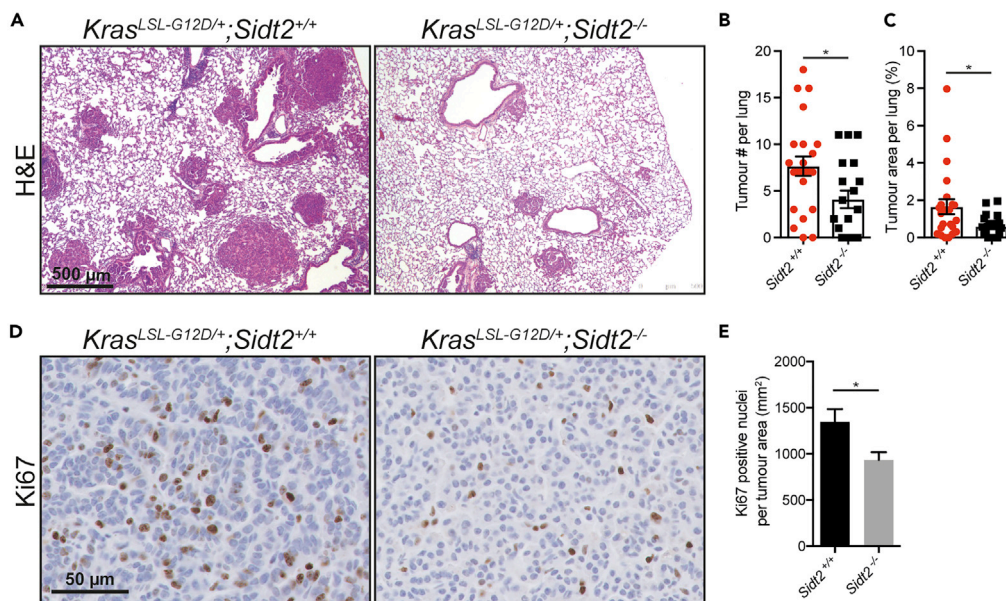 A
Kras^LSL-G12D/+;Sidt2^+/+
Kras^LSL-G12D/+;Sidt2^-/-
H&E
500 µm
B
Tumour # per lung
20
15
10
5
0
*
Sidt2^+/+
Sidt2^-/-
C
Tumour area per lung (%)
10
8
6
4
2
0
*
Sidt2^+/+
Sidt2^-/-
D
Kras^LSL-G12D/+;Sidt2^+/+
Kras^LSL-G12D/+;Sidt2^-/-
Ki67
50 µm
E
Ki67 positive nuclei
per tumour area (mm²)
2000
1500
1000
500
0
*
Sidt2^+/+
Sidt2^-/-